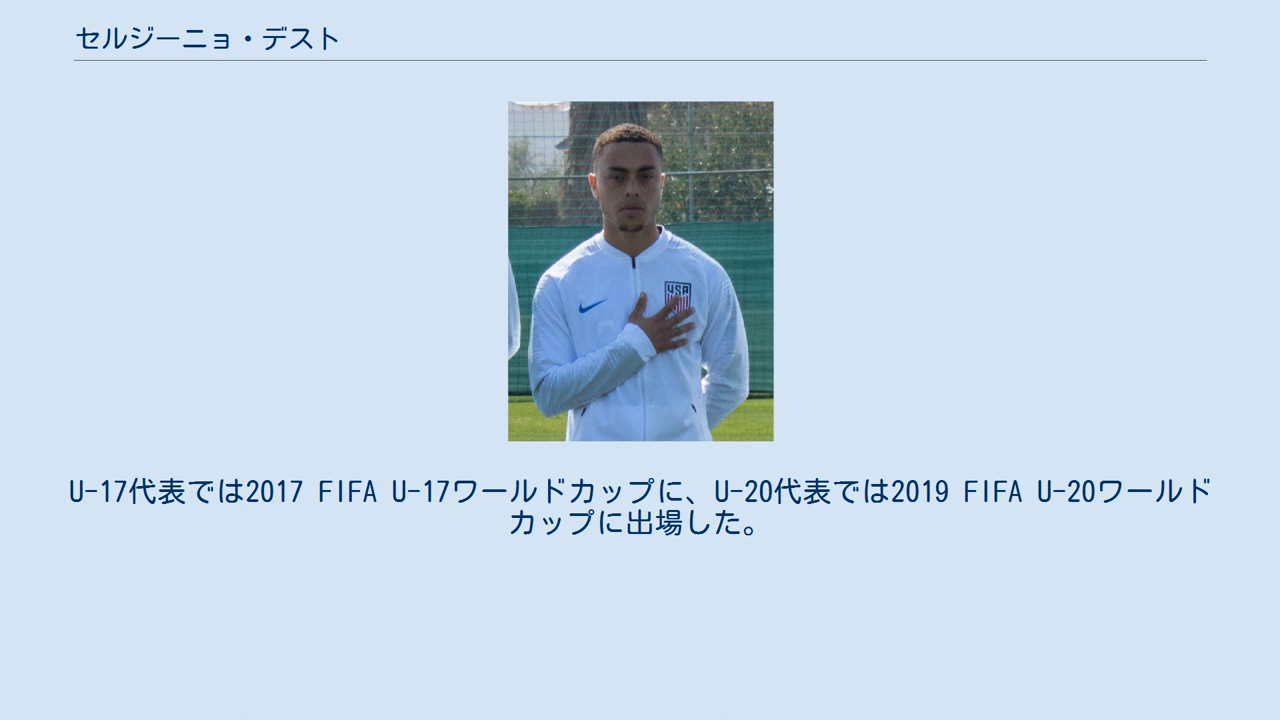 セルジーニョ・デスト
USA
U-17代表では2017 FIFA U-17ワールドカップに、U-20代表では2019 FIFA U-20ワールド
カップに出場した。